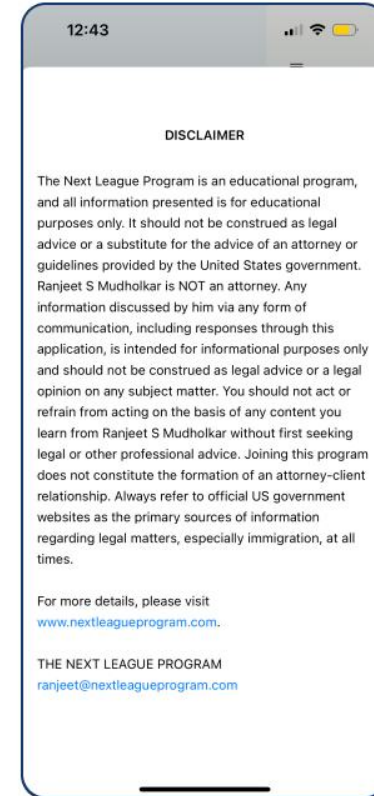 12:43
DISCLAIMER
The Next League Program is an educational program,
and all information presented is for educational
purposes only. It should not be construed as legal
advice or a substitute for the advice of an attorney or
guidelines provided by the United States government.
Ranjeet S Mudholkar is NOT an attorney. Any
information discussed by him via any form of
communication, including responses through this
application, is intended for informational purposes only
and should not be construed as legal advice or a legal
opinion on any subject matter. You should not act or
refrain from acting on the basis of any content you
learn from Ranjeet S Mudholkar without first seeking
legal or other professional advice. Joining this program
does not constitute the formation of an attorney-client
relationship. Always refer to official US government
websites as the primary sources of information
regarding legal matters, especially immigration, at all
times.
For more details, please visit
www.nextleagueprogram.com.
THE NEXT LEAGUE PROGRAM
ranjeet@nextleagueprogram.com